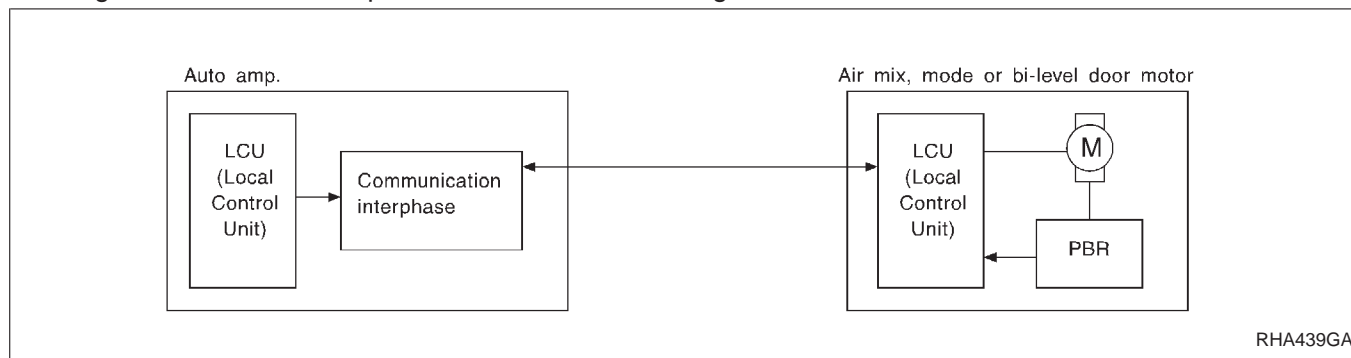 Auto amp.
LCU
(Local
Control
Unit)
Communication
interphase
Air mix, mode or bi-level door motor
LCU
(Local
Control
Unit)
M
PBR
RHA439GA